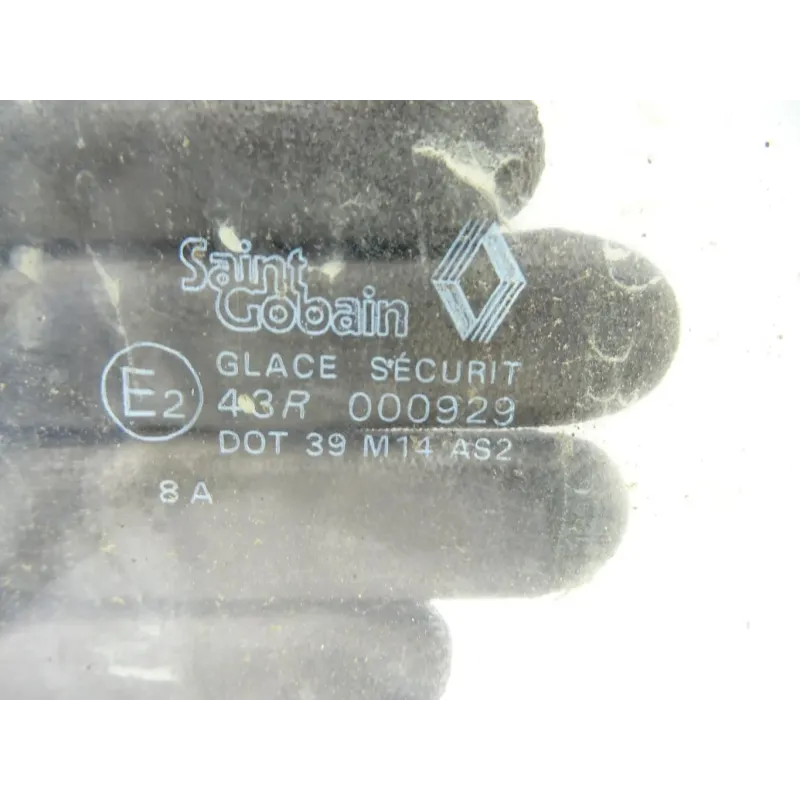 Saint
Gobain
GLACE SÉCURIT
E2 43R 000929
DOT 39 M14 AS2
8 A